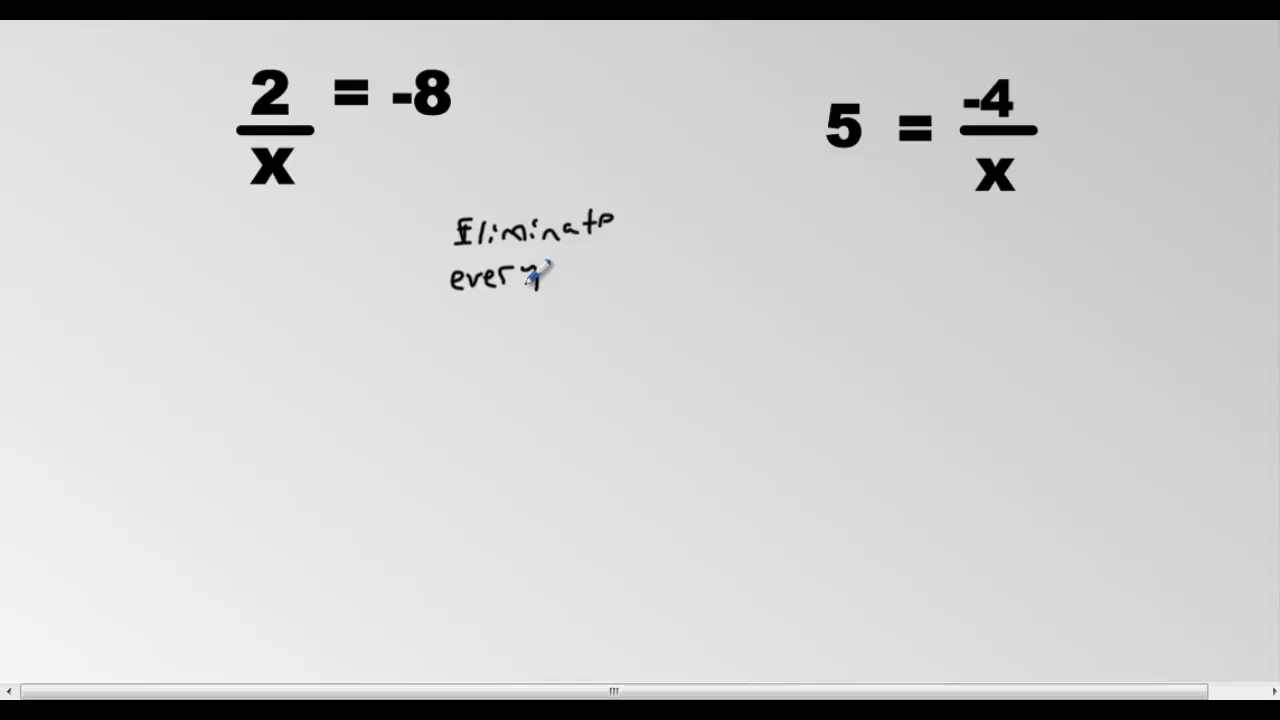 2/x = -8
5 = -4/x
Eliminate
every